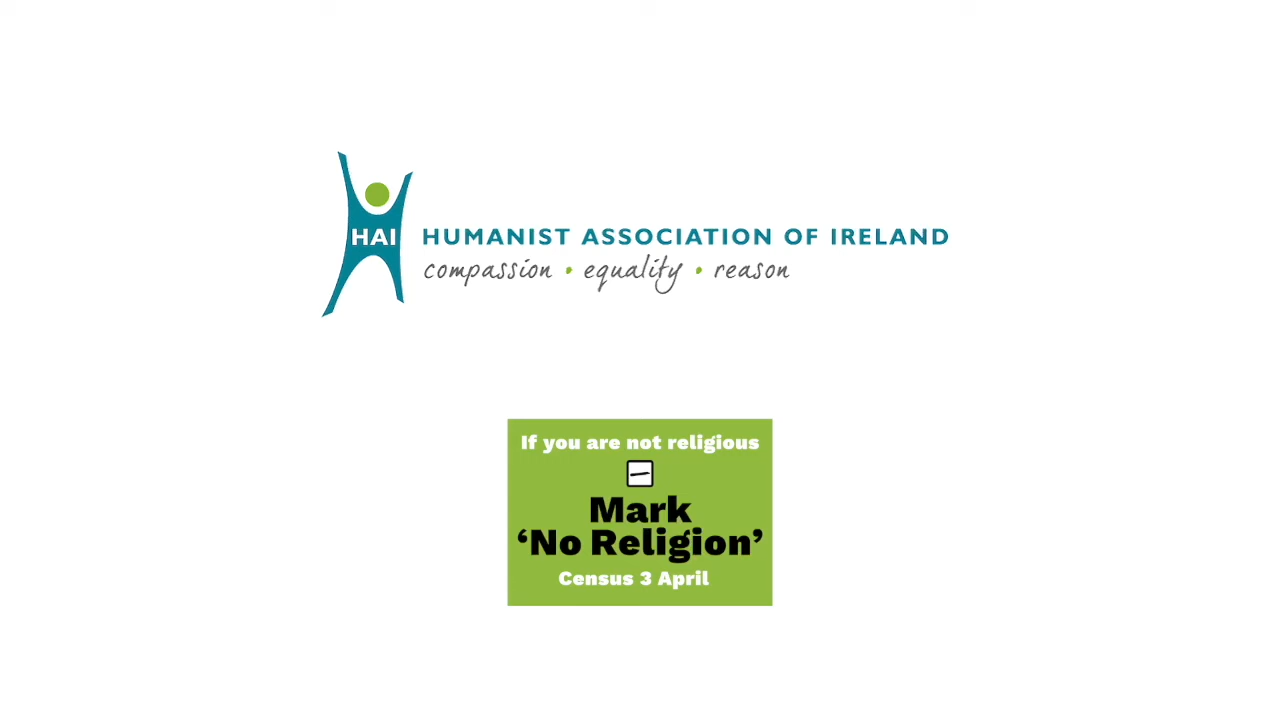 HAI
HUMANIST ASSOCIATION OF IRELAND
compassion • equality • reason
If you are not religious
Mark
‘No Religion’
Census 3 April